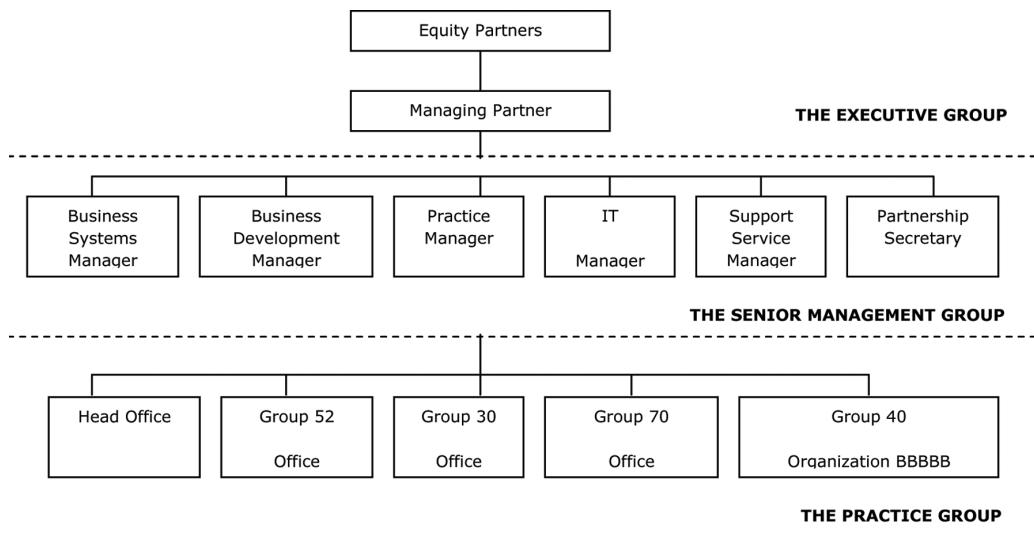 Equity Partners
Managing Partner
THE EXECUTIVE GROUP
Business
Systems
Manager
Business
Development
Manager
Practice
Manager
IT
Manager
Support
Service
Manager
Partnership
Secretary
THE SENIOR MANAGEMENT GROUP
Head Office
Group 52
Office
Group 30
Office
Group 70
Office
Group 40
Organization BBBBB
THE PRACTICE GROUP